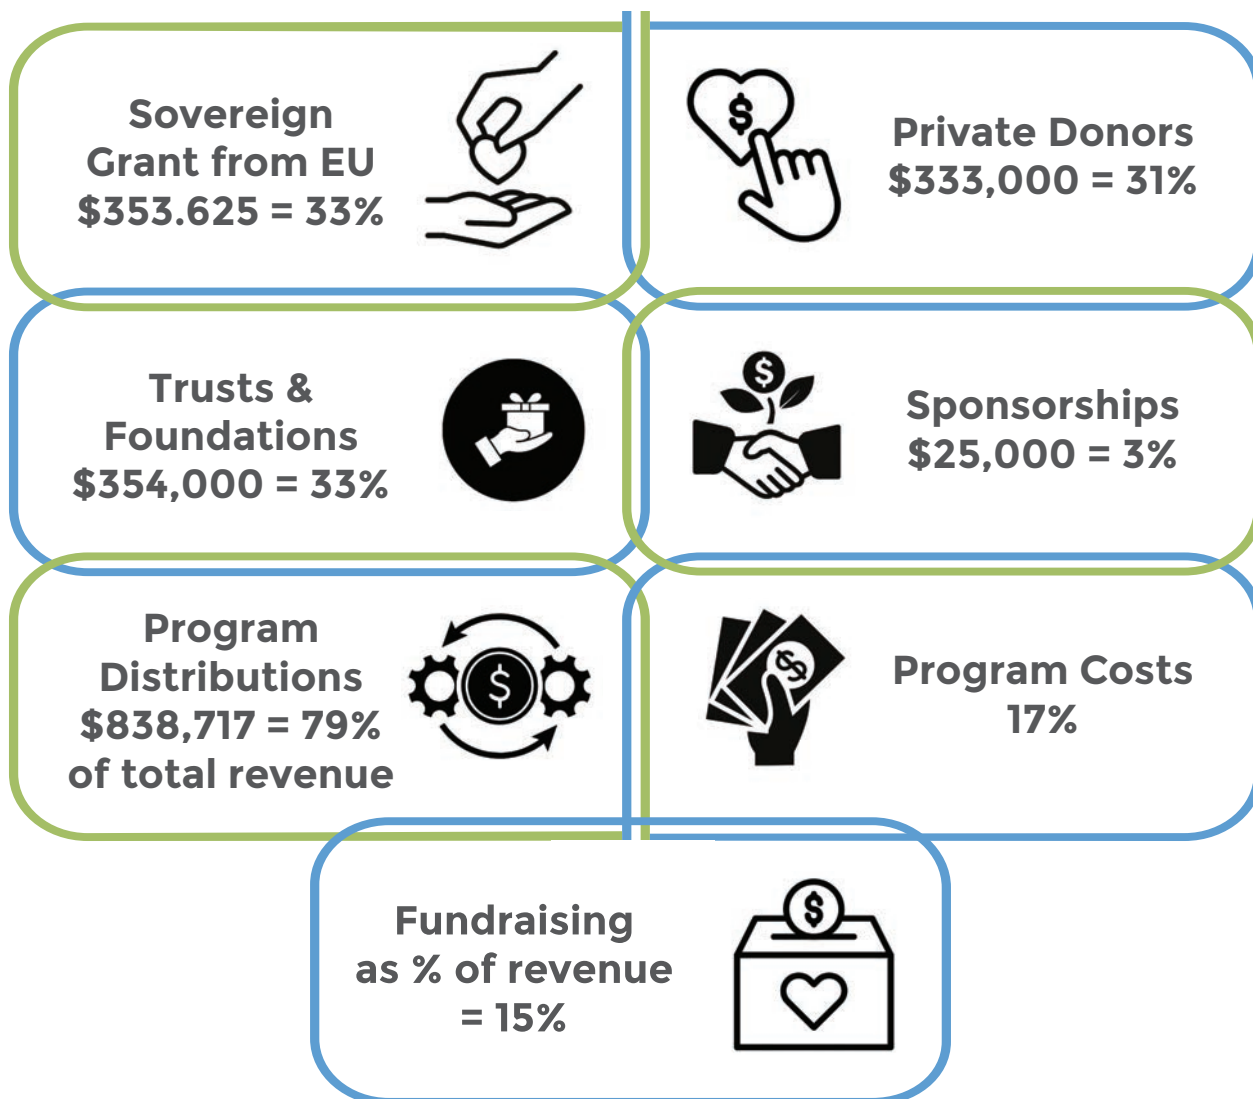 Sovereign
Grant from EU
$353.625 = 33%
Private Donors
$333,000 = 31%
Trusts &
Foundations
$354,000 = 33%
Sponsorships
$25,000 = 3%
Program
Distributions
$838,717 = 79%
of total revenue
Program Costs
17%
Fundraising
as % of revenue
= 15%